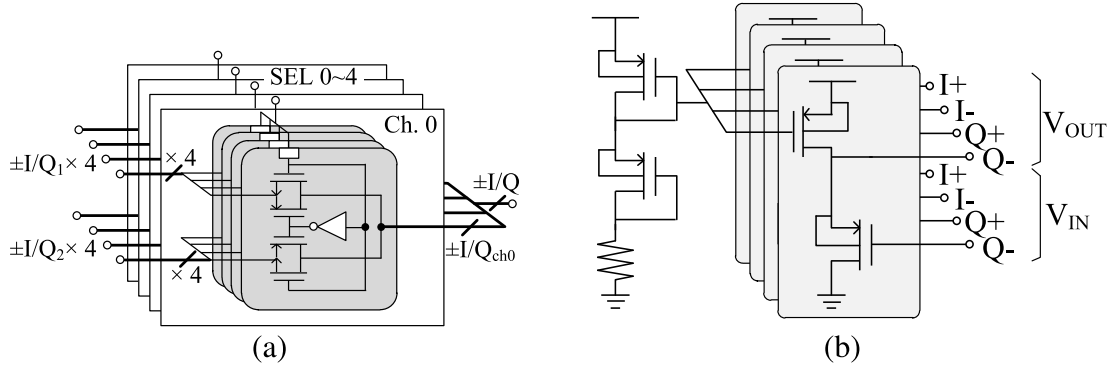 SEL 0~4
Ch. 0
±I/Q₁× 4
× 4
±I/Q₂× 4
× 4
±I/Q
±I/Qch0
(a)
I+
I-
Q+
Q-
VOUT
I+
I-
Q+
Q-
VIN
(b)